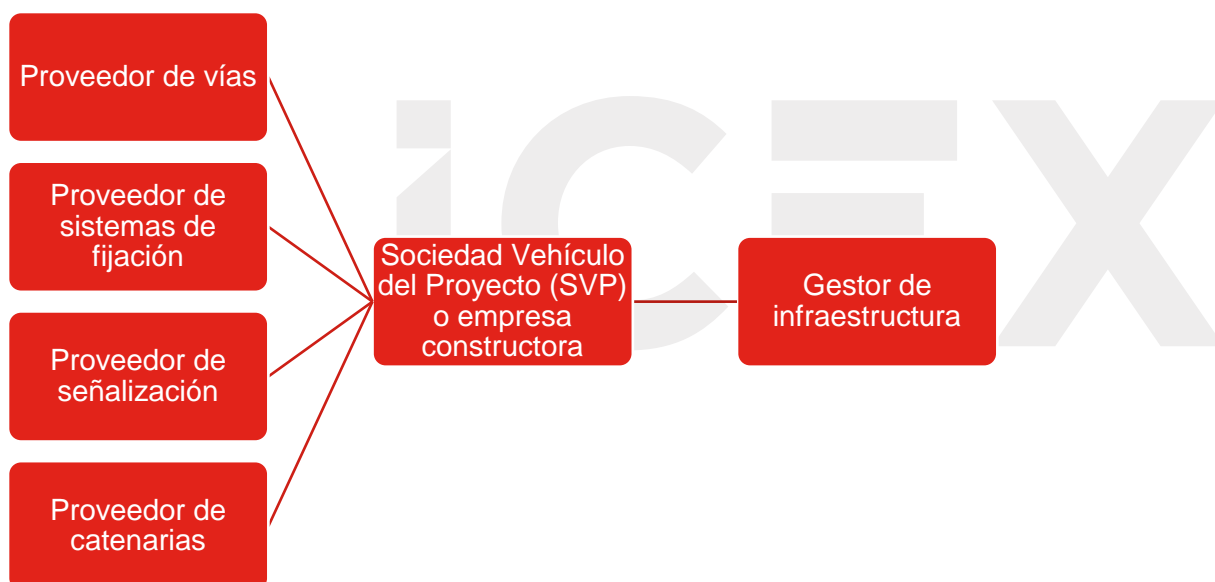 Proveedor de vías
Proveedor de
sistemas de
fijación
Proveedor de
señalización
Proveedor de
catenarias
Sociedad Vehículo
del Proyecto (SVP)
o empresa
constructora
Gestor de
infraestructura
iCEX